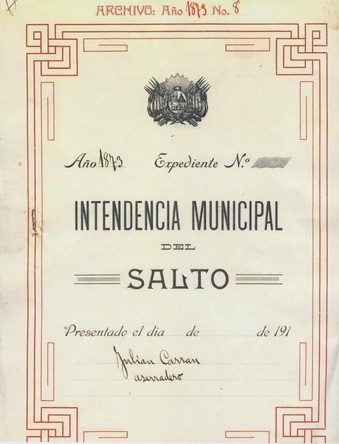 ARCHIVO: Año 1873 No. 8
Año 1873 Expediente N.º
INTENDENCIA MUNICIPAL
DEL
SALTO
Presentado el dia de de 191
Julian Carran
aserradero